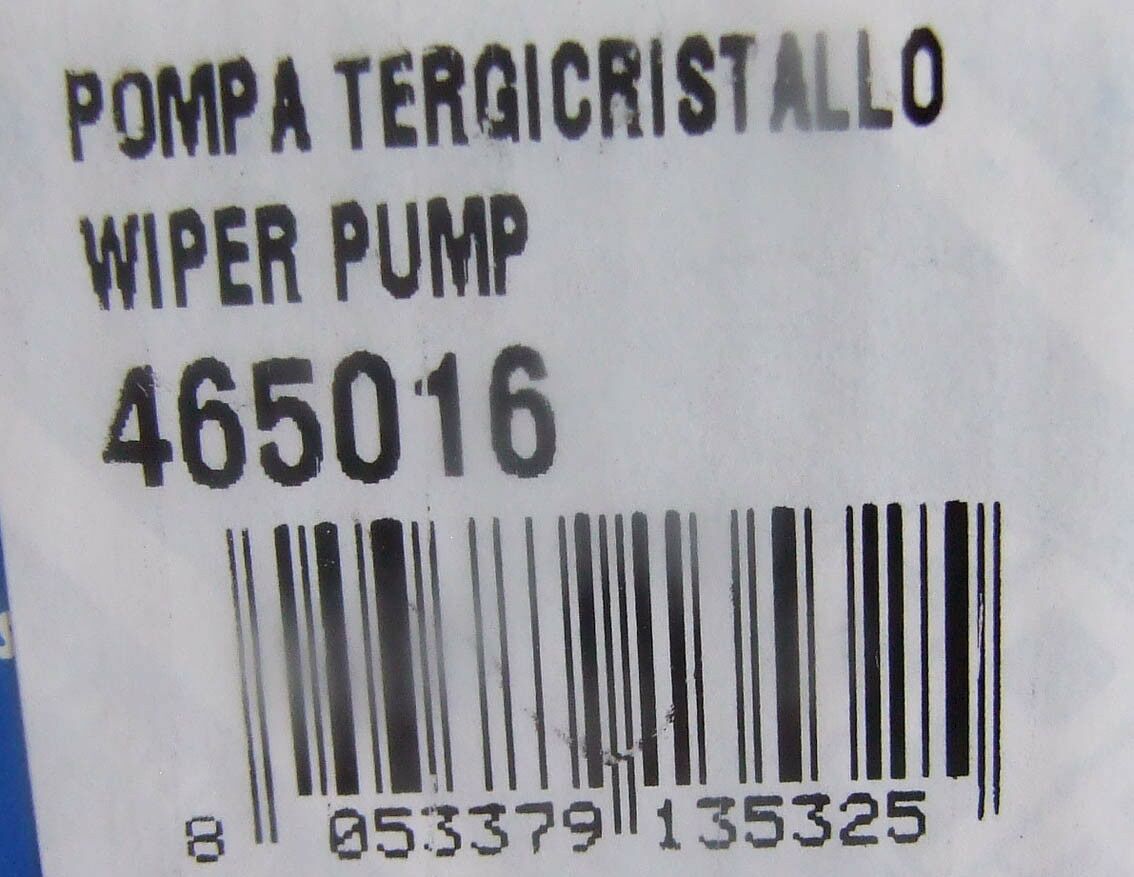 POMPA TERGICRISTALLO
WIPER PUMP
465016
8 053379 135325